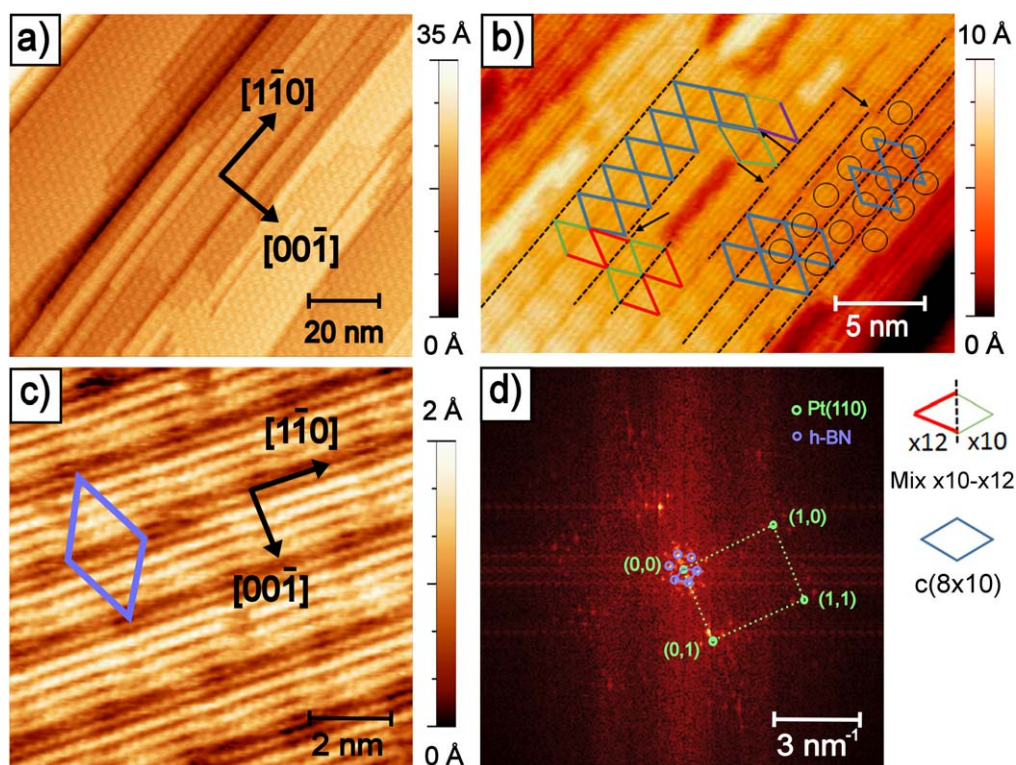 a)
35 Å
[11̄0]
[001̄]
20 nm
0 Å
b)
10 Å
5 nm
0 Å
c)
2 Å
[11̄0]
[001̄]
2 nm
0 Å
d)
Pt(110)
h-BN
(1,0)
(0,0)
(1,1)
(0,1)
3 nm⁻¹
x12 x10
Mix x10-x12
c(8x10)